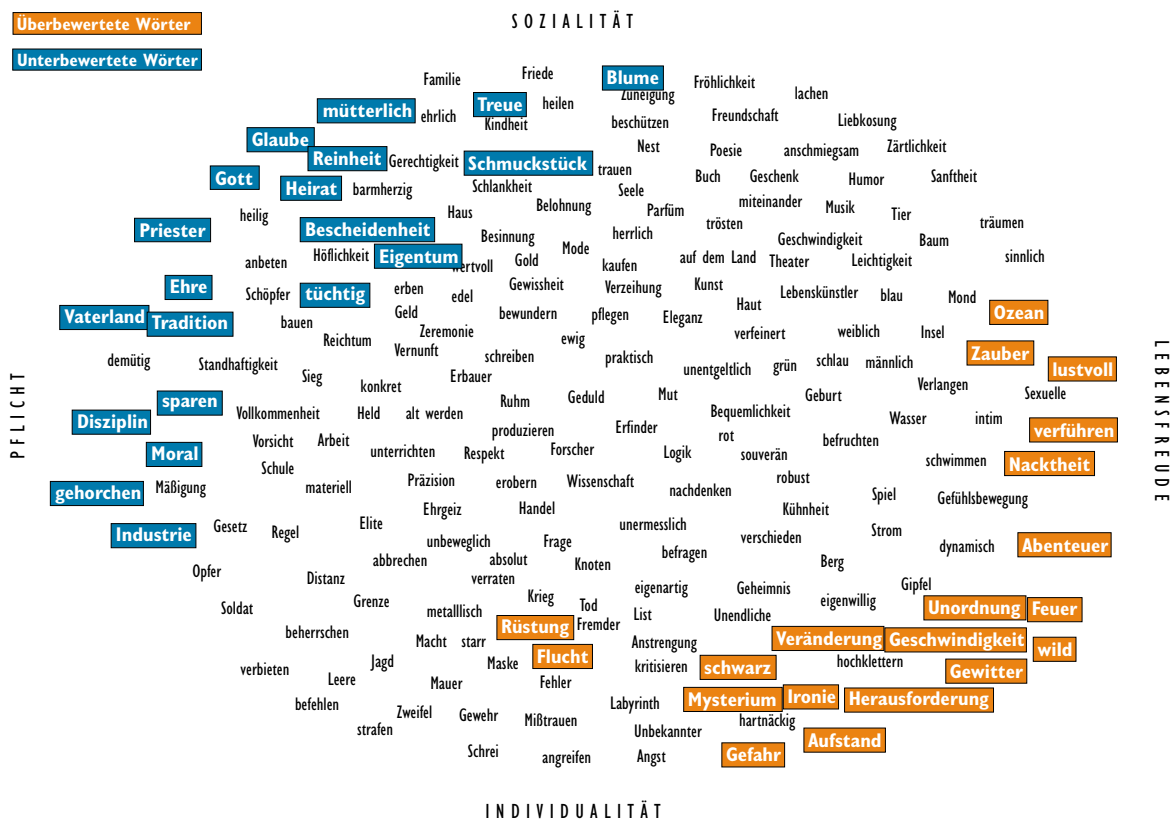 SOZIALITÄT
Überbewertete Wörter
Unterbewertete Wörter
Familie Friede Blume Fröhlichkeit lachen
mütterlich ehrlich Treue heilen Zuneigung Freundschaft Liebkosung
Kindheit beschützen
Glaube Reinheit Gerechtigkeit Schmuckstück trauen Nest Poesie anschmiegsam Zärtlichkeit
Gott Heirat barmherzig Schlankheit Seele Buch Geschenk Humor Sanftheit
heilig Haus Belohnung Parfüm miteinander Musik Tier träumen
Priester Bescheidenheit Besinnung herrlich trösten Geschwindigkeit Baum
anbeten Höflichkeit Eigentum wertvoll Gold Mode kaufen auf dem Land Theater Leichtigkeit sinnlich
Ehre Schöpfer tüchtig erben edel Gewissheit Verzeihung Kunst Lebenskünstler blau Mond
Vaterland Tradition bauen Geld bewundern pflegen Eleganz Haut Ozean
Reichtum Zeremonie ewig verfeinert weiblich Insel
demütig Standhaftigkeit Vernunft schreiben praktisch unentgeltlich grün schlau männlich Zauber lustvoll
Sieg konkret Erbauer Verlangen Sexuelle
PFLICHT
LEBENSFREUDE
sparen Ruhm Geduld Mut Geburt
Disziplin Vollkommenheit Held alt werden Bequemlichkeit Wasser intim
produzieren Erfinder rot verführen
Moral Vorsicht Arbeit unterrichten Respekt Forscher Logik souverän befruchten
Schule schwimmen Nacktheit
gehorchen Mäßigung materiell Präzision erobern Wissenschaft nachdenken robust Spiel Gefühlsbewegung
Ehrgeiz Handel Kühnheit
Industrie Gesetz Regel Elite unbeweglich Frage unermesslich verschieden Strom dynamisch Abenteuer
abbrechen absolut Knoten befragen Berg
Opfer Distanz verraten eigenartig Geheimnis Gipfel
Soldat Grenze metalllisch Krieg Tod List Unendliche eigenwillig Unordnung Feuer
beherrschen Macht starr Rüstung Fremder Anstrengung Veränderung Geschwindigkeit wild
verbieten Jagd Maske Flucht kritisieren schwarz hochklettern Gewitter
Leere Mauer Fehler
befehlen Zweifel Gewehr Mißtrauen Labyrinth Mysterium Ironie Herausforderung
strafen Unbekannter hartnäckig
Schrei angreifen Angst Gefahr Aufstand
INDIVIDUALITÄT